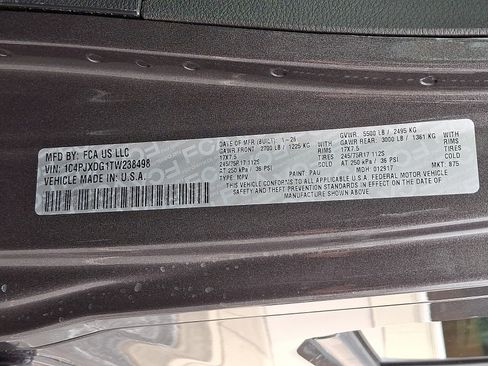 MFD BY: FCA US LLC
VIN: 1C4PJXDG1TW238498
VEHICLE MADE IN: U.S.A.
DATE OF MFR (BUILT): 1-26 GVWR: 5500 LB / 2495 KG
GAWR FRONT: 2700 LB / 1225 KG WITH GAWR REAR: 3000 LB / 1361 KG WITH
17X7.5 RIMS 17X7.5 RIMS
245/75R17 112S TIRES 245/75R17 112S TIRES
AT 250 kPa / 36 PSI AT 250 kPa / 36 PSI
TYPE: MPV PAINT: PAU MDH: 012917 MKT: 875
THIS VEHICLE CONFORMS TO ALL APPLICABLE U.S.A. FEDERAL MOTOR VEHICLE
SAFETY AND THEFT PREVENTION STANDARDS IN EFFECT ON THE DATE OF
MANUFACTURE SHOWN ABOVE.